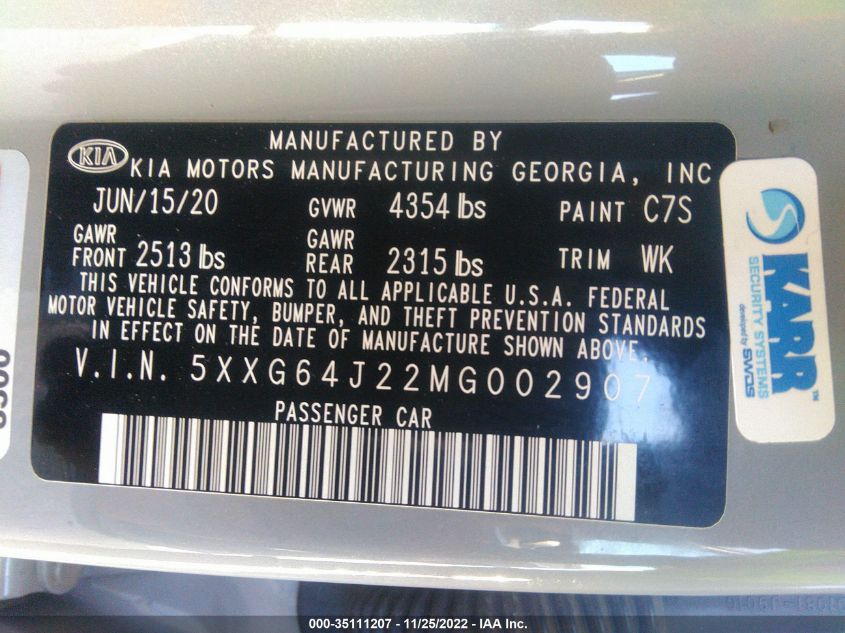 MANUFACTURED BY
KIA
KIA MOTORS MANUFACTURING GEORGIA, INC
JUN/15/20 GVWR 4354 lbs PAINT C7S
GAWR FRONT 2513 lbs GAWR REAR 2315 lbs TRIM WK
THIS VEHICLE CONFORMS TO ALL APPLICABLE U.S.A. FEDERAL
MOTOR VEHICLE SAFETY, BUMPER, AND THEFT PREVENTION STANDARDS
IN EFFECT ON THE DATE OF MANUFACTURE SHOWN ABOVE.
V.I.N. 5XXG64J22MG002907
PASSENGER CAR
KARR™
SECURITY SYSTEMS
developed by SWDS
000-35111207 - 11/25/2022 - IAA Inc.